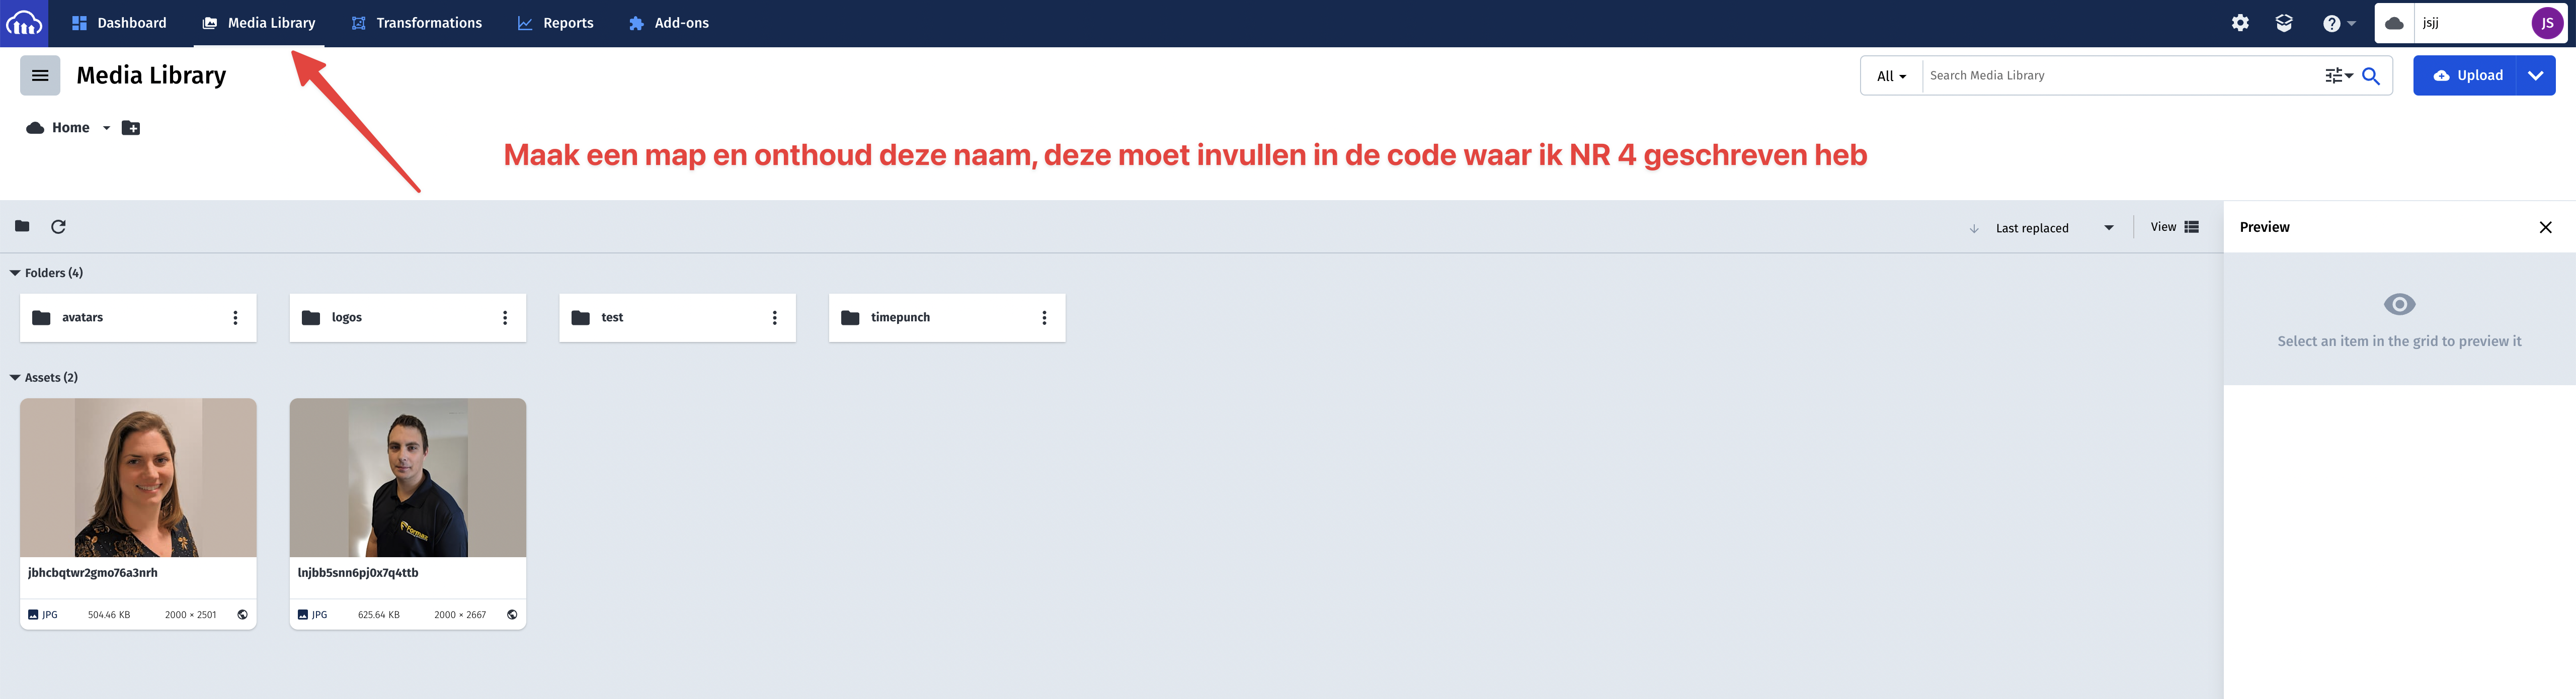 Dashboard
Media Library
Transformations
Reports
Add-ons
jsjj
JS
Media Library
All
Search Media Library
Upload
Home
Maak een map en onthoud deze naam, deze moet invullen in de code waar ik NR 4 geschreven heb
Last replaced
View
Preview
Folders (4)
avatars
logos
test
timepunch
Select an item in the grid to preview it
Assets (2)
Formax
jbhcbqtwr2gmo76a3nrh
lnjbb5snn6pj0x7q4ttb
JPG 504.46 KB 2000 × 2501
JPG 625.64 KB 2000 × 2667